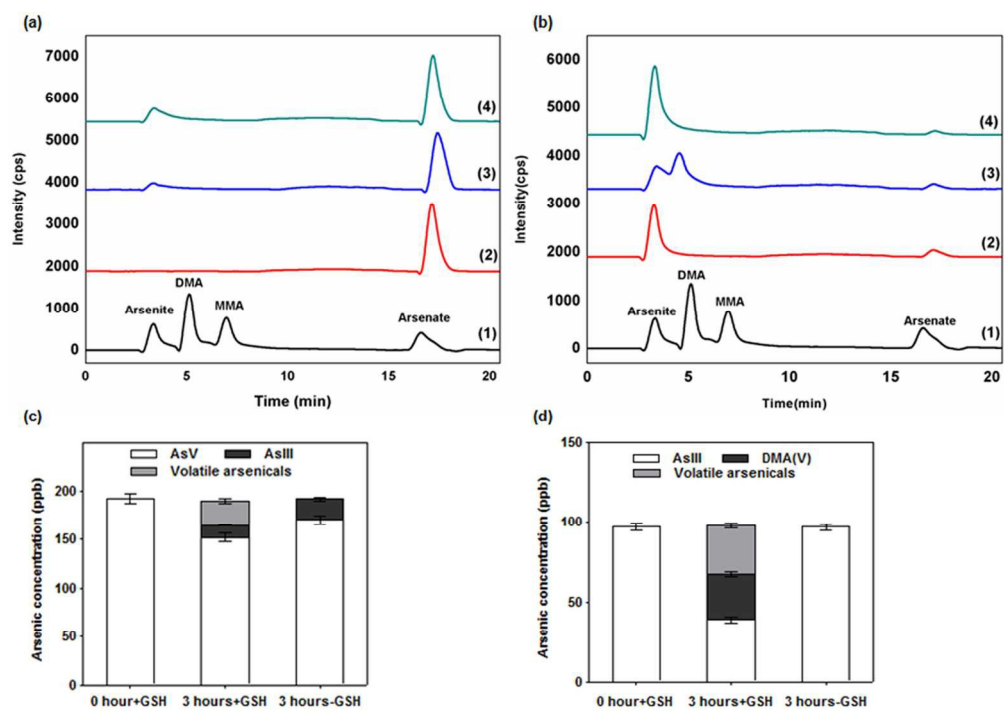 (a)
7000
6000
5000
4000
3000
2000
1000
0
Intensity (cps)
(4)
(3)
(2)
(1)
Arsenite
DMA
MMA
Arsenate
0 5 10 15 20
Time (min)
(b)
6000
5000
4000
3000
2000
1000
0
Intensity(cps)
(4)
(3)
(2)
(1)
Arsenite
DMA
MMA
Arsenate
0 5 10 15 20
Time(min)
(c)
AsV AsIII
Volatile arsenicals
200
150
100
50
0
Arsenic concentration (ppb)
0 hour+GSH 3 hours+GSH 3 hours-GSH
(d)
150
100
50
0
Arsenic concentration (ppb)
AsIII DMA(V)
Volatile arsenicals
0 hour+GSH 3 hours+GSH 3 hours-GSH